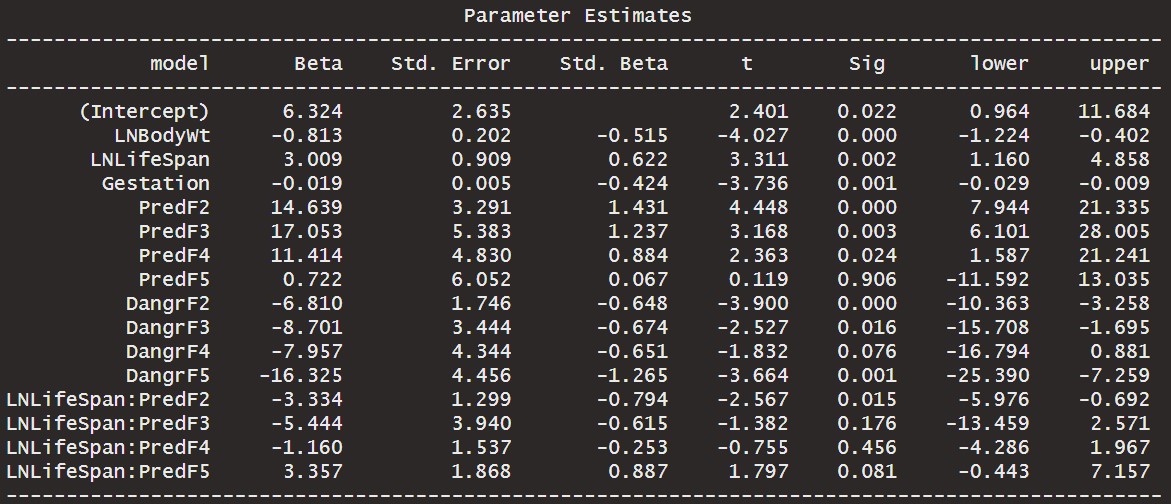 Parameter Estimates
model Beta Std. Error Std. Beta t Sig lower upper
(Intercept) 6.324 2.635 2.401 0.022 0.964 11.684
LNBodyWt -0.813 0.202 -0.515 -4.027 0.000 -1.224 -0.402
LNLifeSpan 3.009 0.909 0.622 3.311 0.002 1.160 4.858
Gestation -0.019 0.005 -0.424 -3.736 0.001 -0.029 -0.009
PredF2 14.639 3.291 1.431 4.448 0.000 7.944 21.335
PredF3 17.053 5.383 1.237 3.168 0.003 6.101 28.005
PredF4 11.414 4.830 0.884 2.363 0.024 1.587 21.241
PredF5 0.722 6.052 0.067 0.119 0.906 -11.592 13.035
DangrF2 -6.810 1.746 -0.648 -3.900 0.000 -10.363 -3.258
DangrF3 -8.701 3.444 -0.674 -2.527 0.016 -15.708 -1.695
DangrF4 -7.957 4.344 -0.651 -1.832 0.076 -16.794 0.881
DangrF5 -16.325 4.456 -1.265 -3.664 0.001 -25.390 -7.259
LNLifeSpan:PredF2 -3.334 1.299 -0.794 -2.567 0.015 -5.976 -0.692
LNLifeSpan:PredF3 -5.444 3.940 -0.615 -1.382 0.176 -13.459 2.571
LNLifeSpan:PredF4 -1.160 1.537 -0.253 -0.755 0.456 -4.286 1.967
LNLifeSpan:PredF5 3.357 1.868 0.887 1.797 0.081 -0.443 7.157